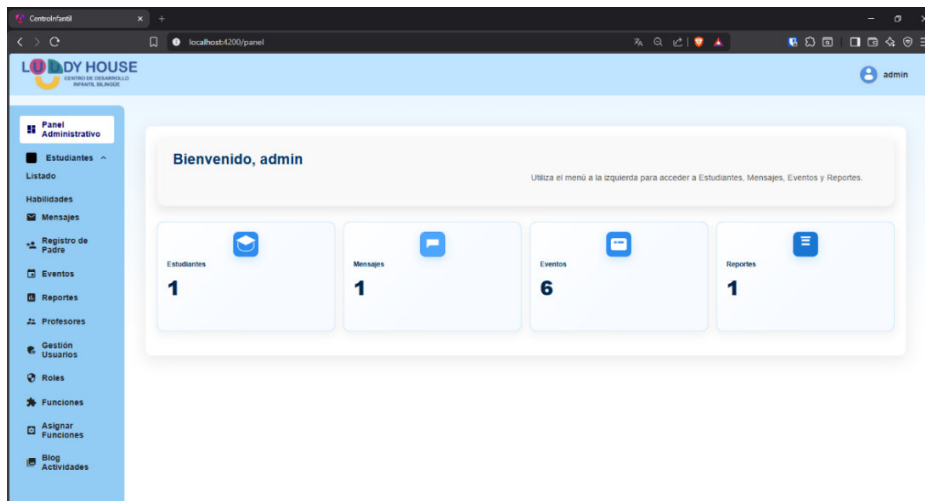 CentroInfantil
localhost:4200/panel
LUDDY HOUSE
CENTRO DE DESARROLLO
INFANTIL BILINGÜE
admin
Panel
Administrativo
Estudiantes
Listado
Habilidades
Mensajes
Registro de
Padre
Eventos
Reportes
Profesores
Gestión
Usuarios
Roles
Funciones
Asignar
Funciones
Blog
Actividades
Bienvenido, admin
Utiliza el menú a la izquierda para acceder a Estudiantes, Mensajes, Eventos y Reportes.
Estudiantes
1
Mensajes
1
Eventos
6
Reportes
1